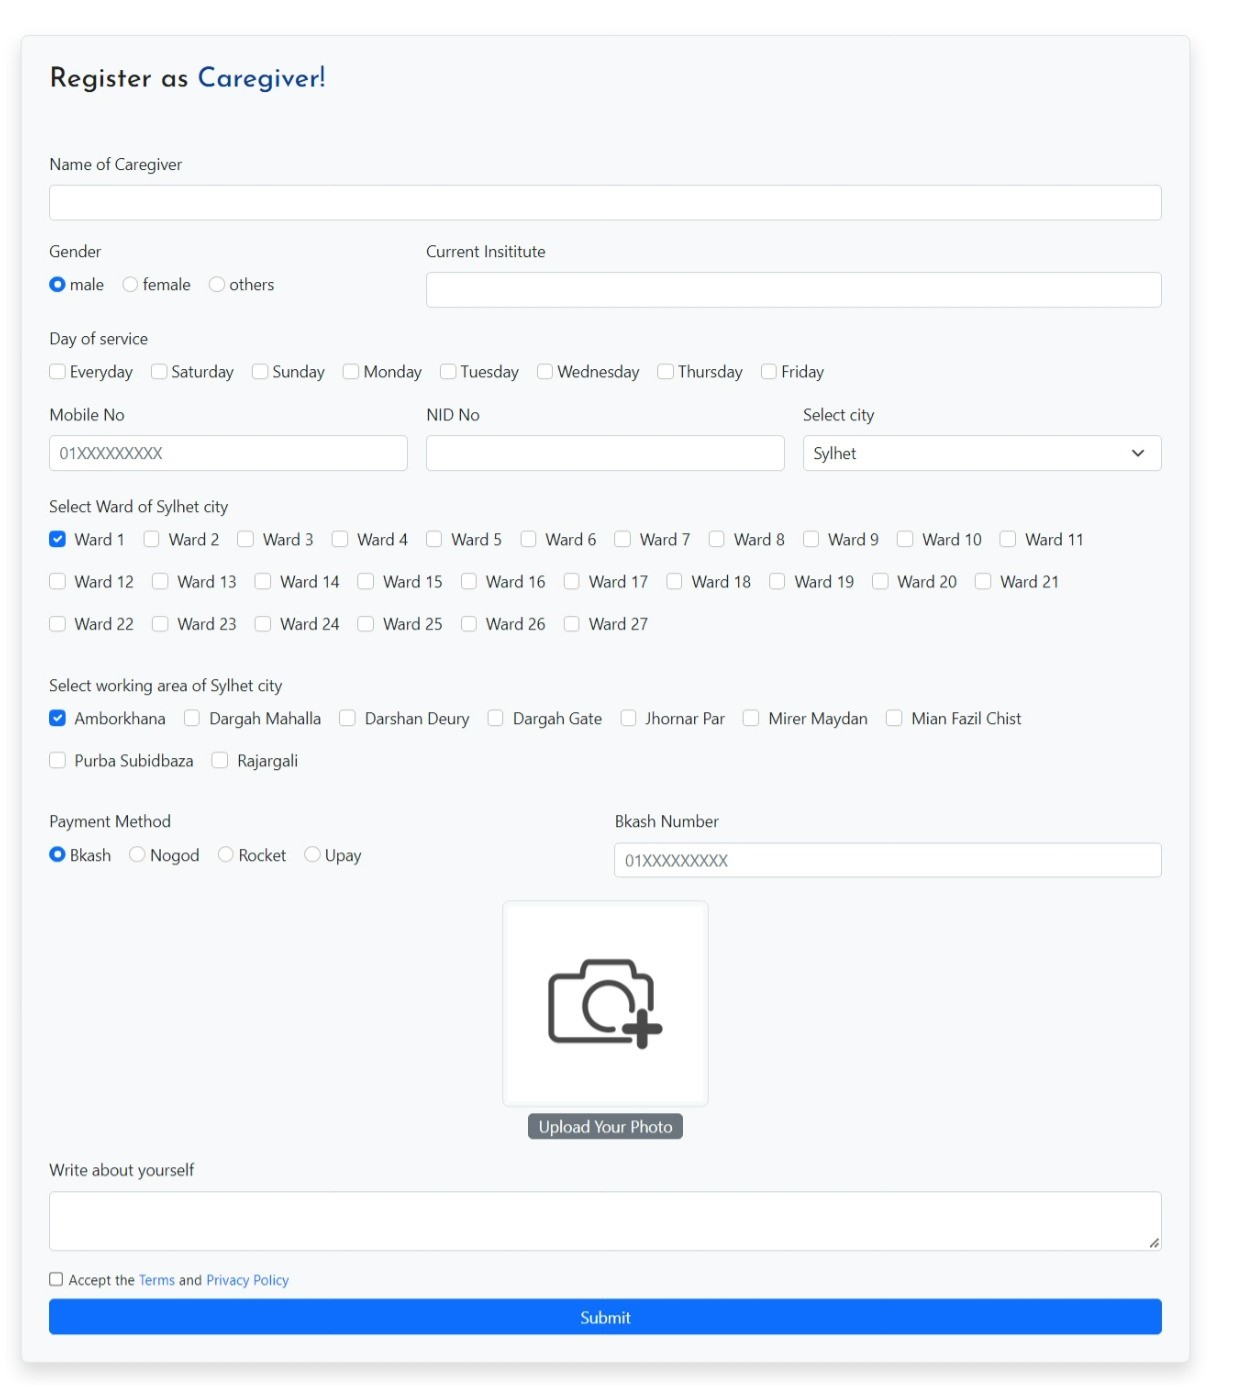 Register as Caregiver!
Name of Caregiver
Gender
Current Insititute
male female others
Day of service
Everyday Saturday Sunday Monday Tuesday Wednesday Thursday Friday
Mobile No
NID No
Select city
01XXXXXXXXX
Sylhet
Select Ward of Sylhet city
Ward 1 Ward 2 Ward 3 Ward 4 Ward 5 Ward 6 Ward 7 Ward 8 Ward 9 Ward 10 Ward 11
Ward 12 Ward 13 Ward 14 Ward 15 Ward 16 Ward 17 Ward 18 Ward 19 Ward 20 Ward 21
Ward 22 Ward 23 Ward 24 Ward 25 Ward 26 Ward 27
Select working area of Sylhet city
Amborkhana Dargah Mahalla Darshan Deury Dargah Gate Jhornar Par Mirer Maydan Mian Fazil Chist
Purba Subidbaza Rajargali
Payment Method
Bkash Number
Bkash Nogod Rocket Upay
01XXXXXXXXX
Upload Your Photo
Write about yourself
Accept the Terms and Privacy Policy
Submit